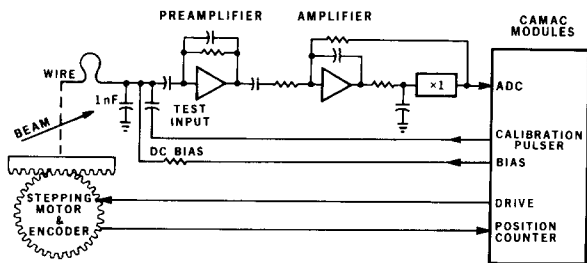 PREAMPLIFIER
AMPLIFIER
CAMAC
MODULES
WIRE
1nF
TEST
INPUT
×1
ADC
BEAM
CALIBRATION
PULSER
DC BIAS
BIAS
STEPPING
MOTOR
&
ENCODER
DRIVE
POSITION
COUNTER